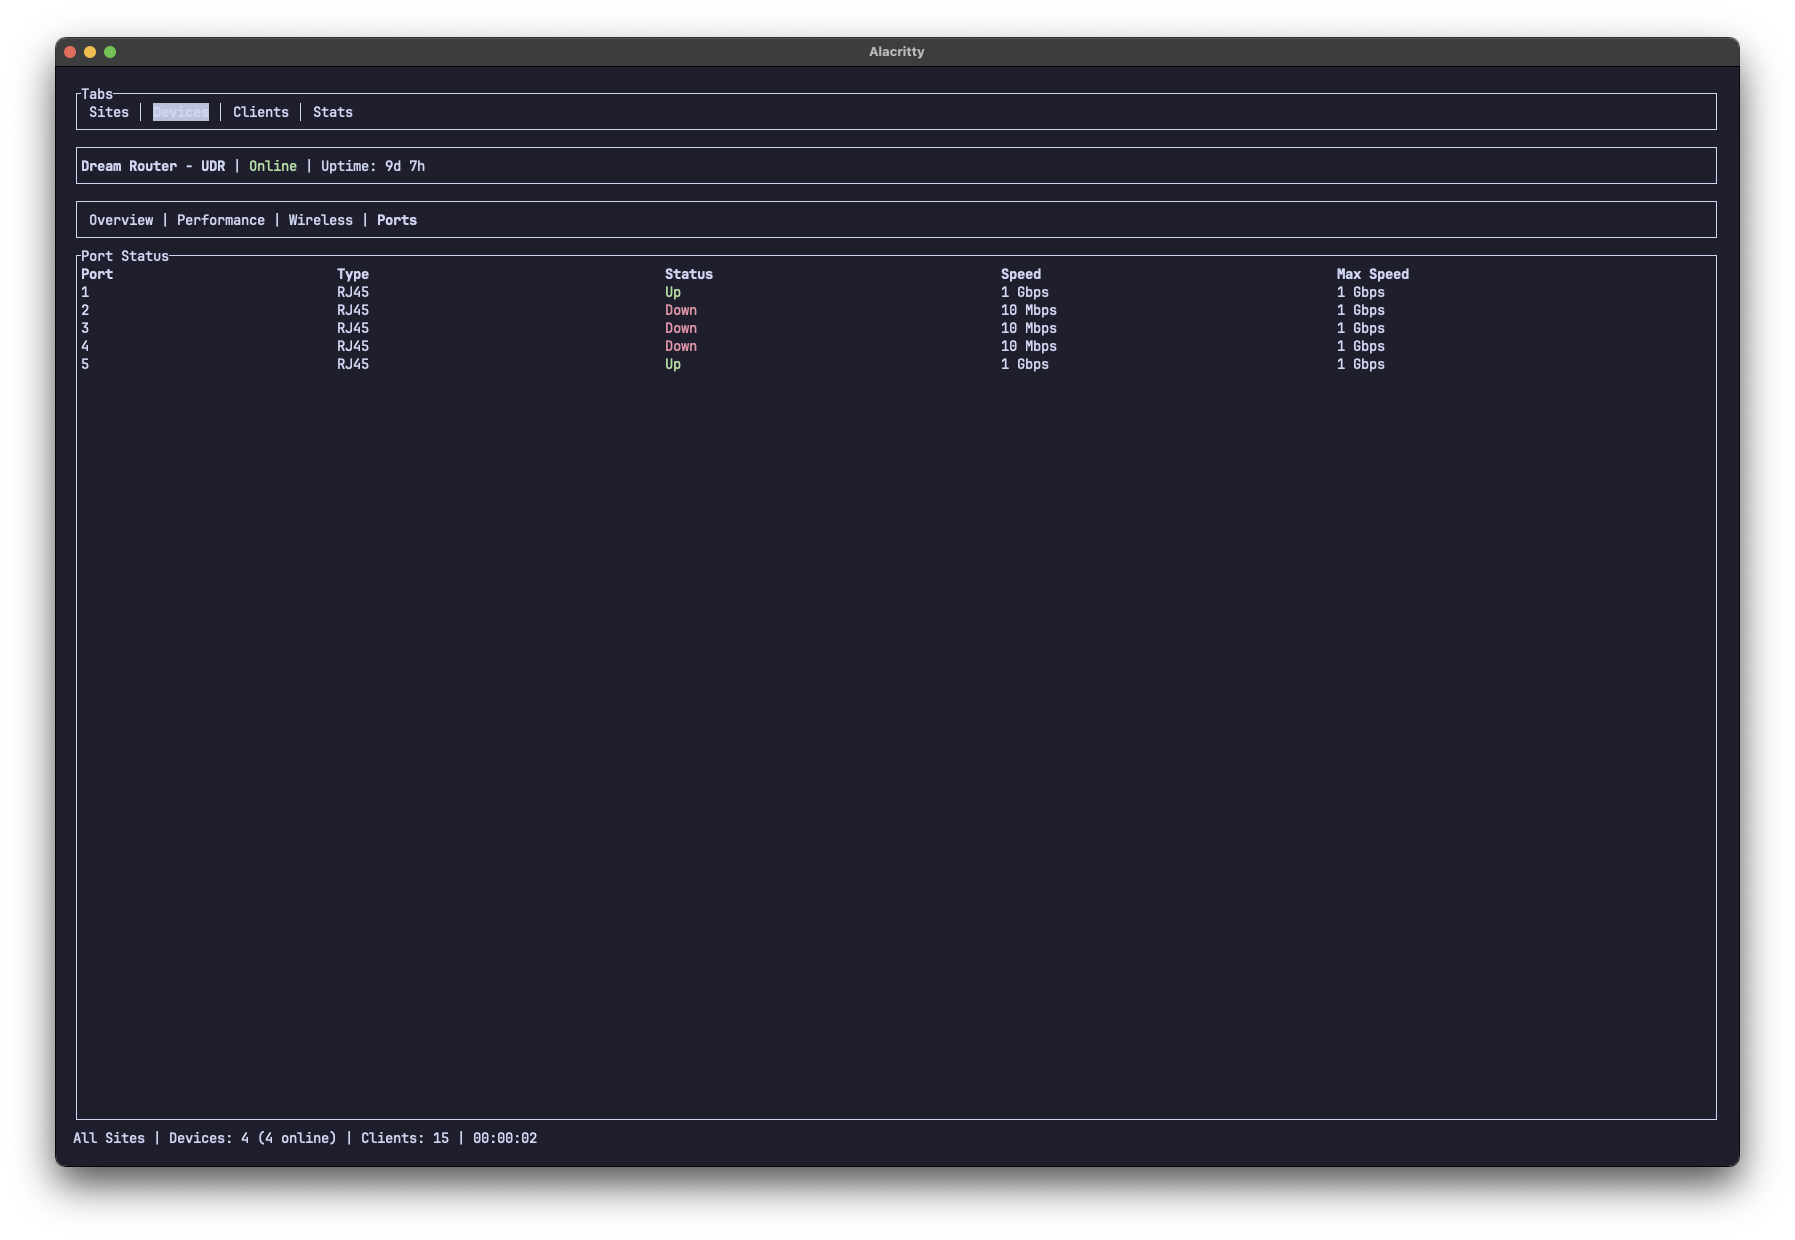 Alacritty
Tabs
Sites | Devices | Clients | Stats
Dream Router - UDR | Online | Uptime: 9d 7h
Overview | Performance | Wireless | Ports
Port Status
Port Type Status Speed Max Speed
1 RJ45 Up 1 Gbps 1 Gbps
2 RJ45 Down 10 Mbps 1 Gbps
3 RJ45 Down 10 Mbps 1 Gbps
4 RJ45 Down 10 Mbps 1 Gbps
5 RJ45 Up 1 Gbps 1 Gbps
All Sites | Devices: 4 (4 online) | Clients: 15 | 00:00:02